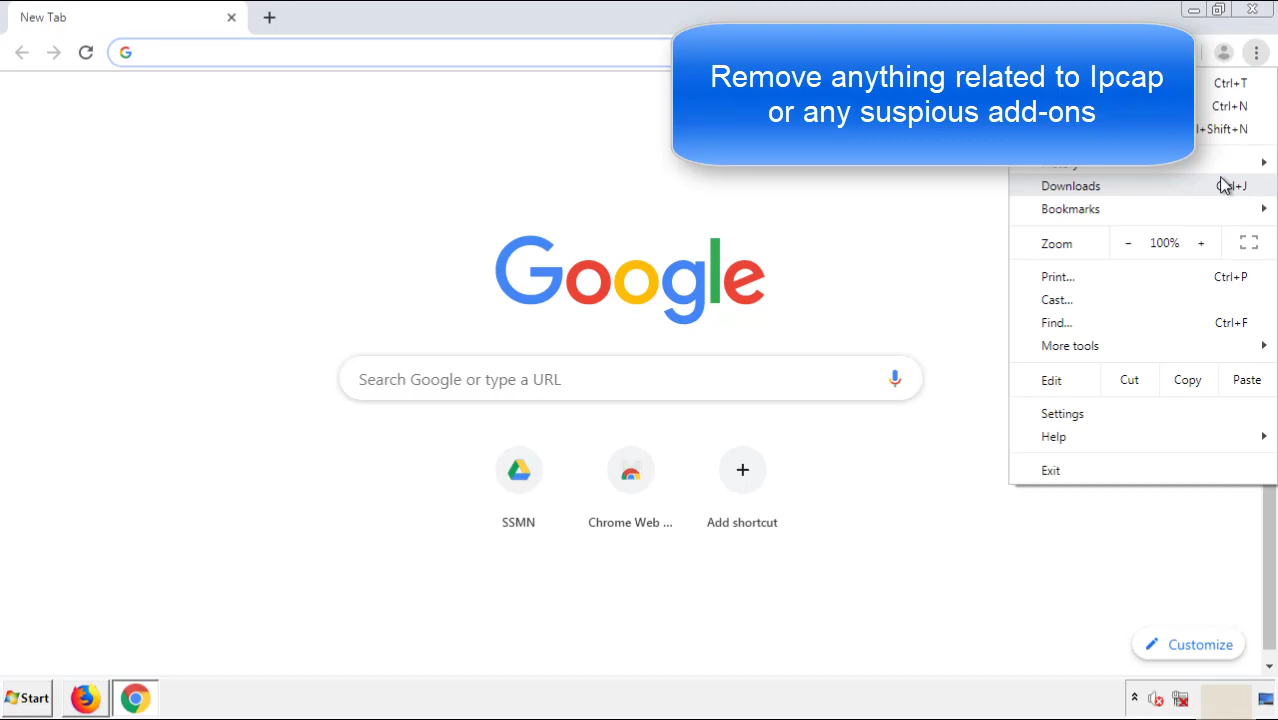 New Tab
Remove anything related to Ipcap
or any suspious add-ons
Ctrl+T
Ctrl+N
+Shift+N
Downloads
Bookmarks
Zoom - 100% +
Print... Ctrl+P
Cast...
Find... Ctrl+F
More tools
Edit Cut Copy Paste
Settings
Help
Exit
Google
Search Google or type a URL
SSMN Chrome Web ... Add shortcut
Customize
Start